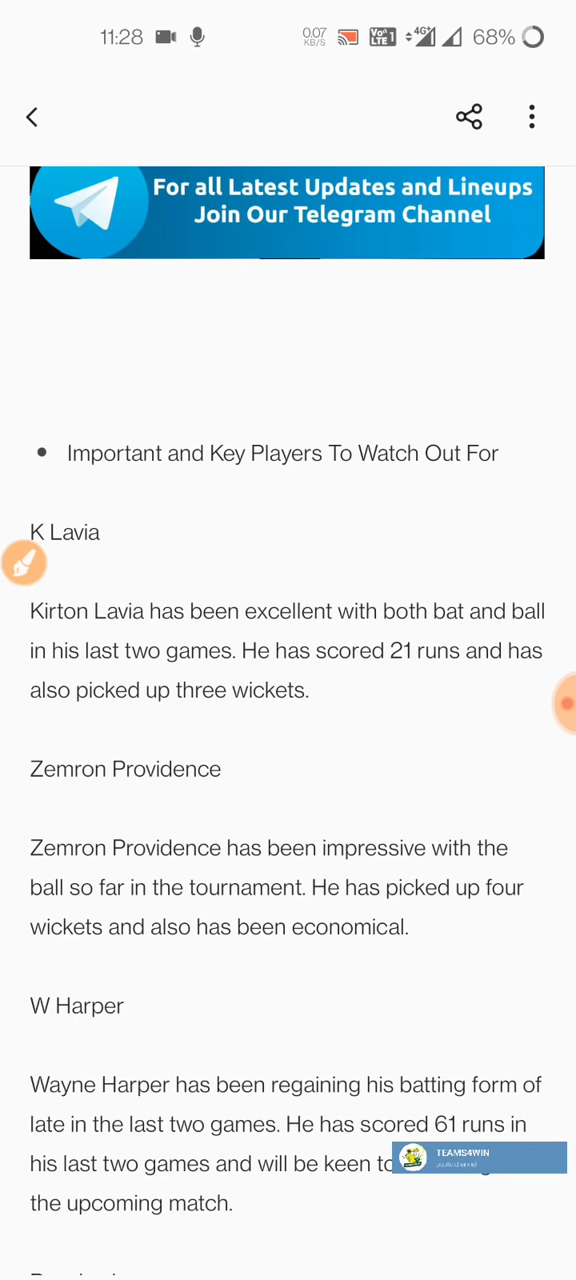 11:28 0.07 KB/S Vo LTE 1 4G+ 68%
For all Latest Updates and Lineups
Join Our Telegram Channel
Important and Key Players To Watch Out For
K Lavia
Kirton Lavia has been excellent with both bat and ball
in his last two games. He has scored 21 runs and has
also picked up three wickets.
Zemron Providence
Zemron Providence has been impressive with the
ball so far in the tournament. He has picked up four
wickets and also has been economical.
W Harper
Wayne Harper has been regaining his batting form of
late in the last two games. He has scored 61 runs in
his last two games and will be keen to
TEAMS4WIN
the upcoming match.